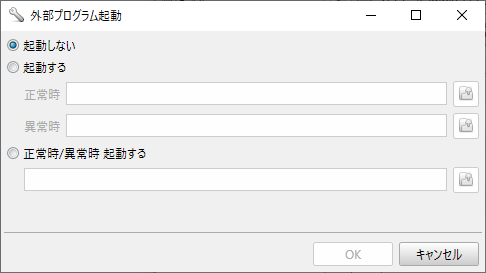 外部プログラム起動
起動しない
起動する
正常時
異常時
正常時/異常時 起動する
OK
キャンセル